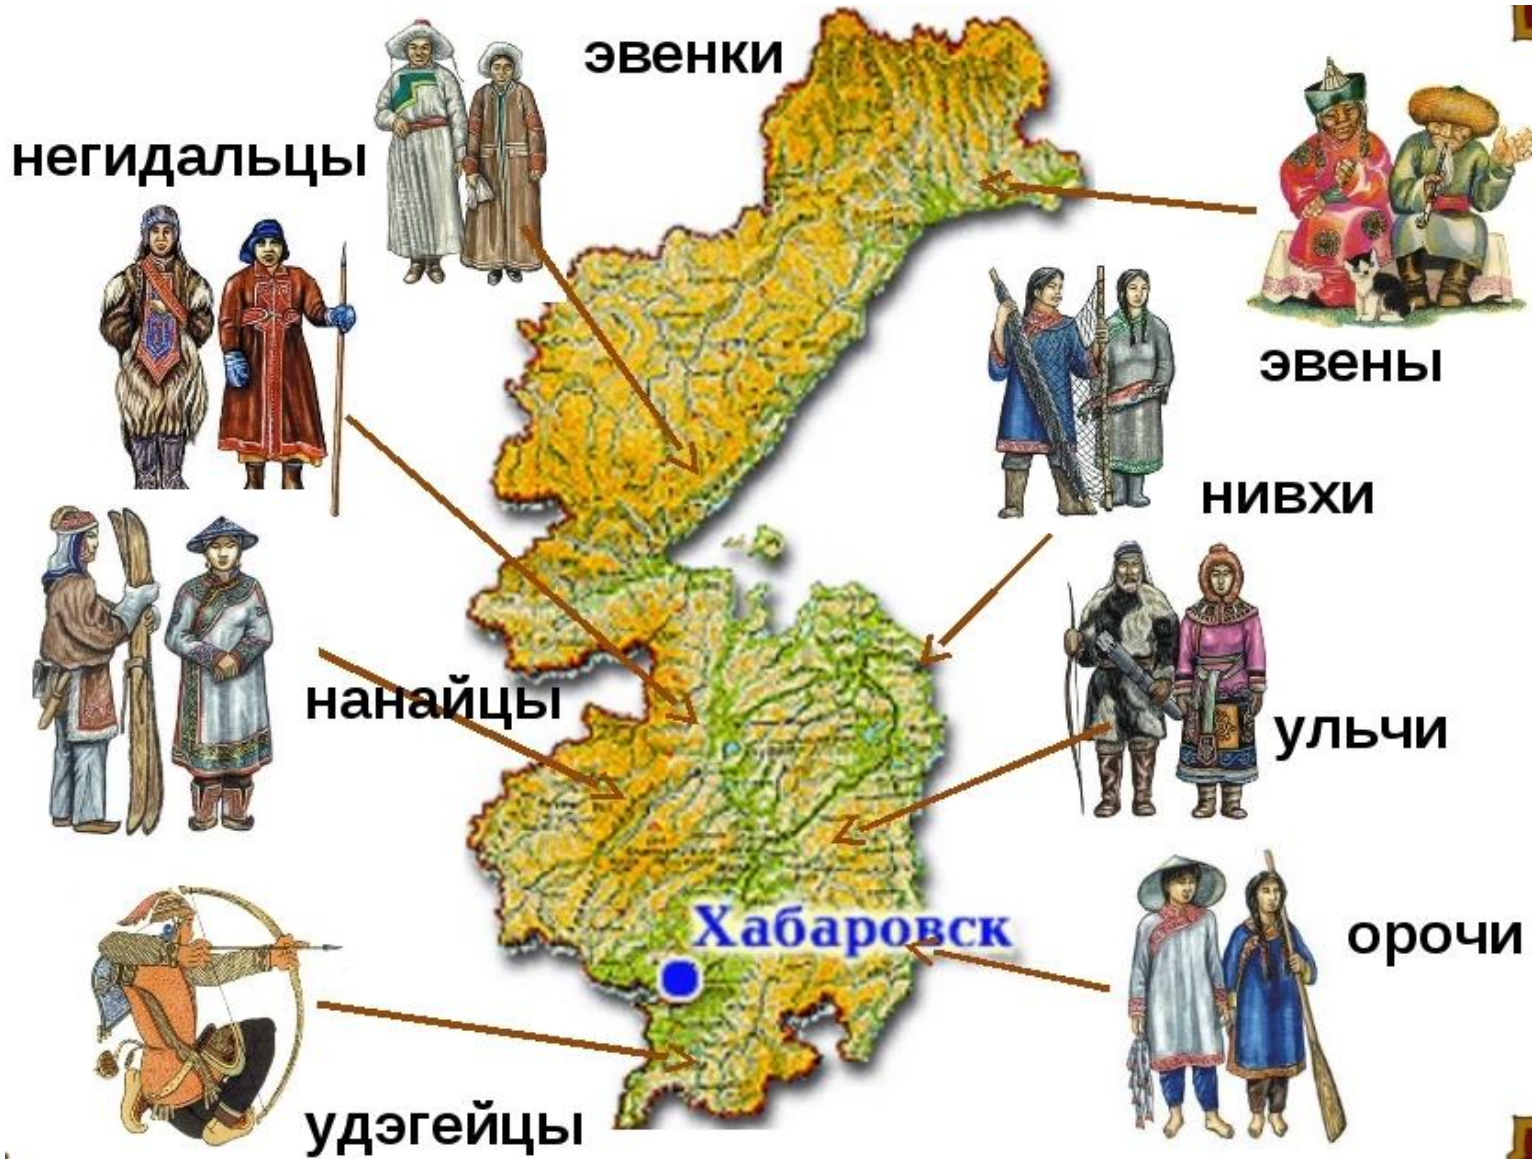 эвенки
негидальцы
эвены
нивхи
нанайцы
ульчи
Хабаровск
орочи
удэгейцы